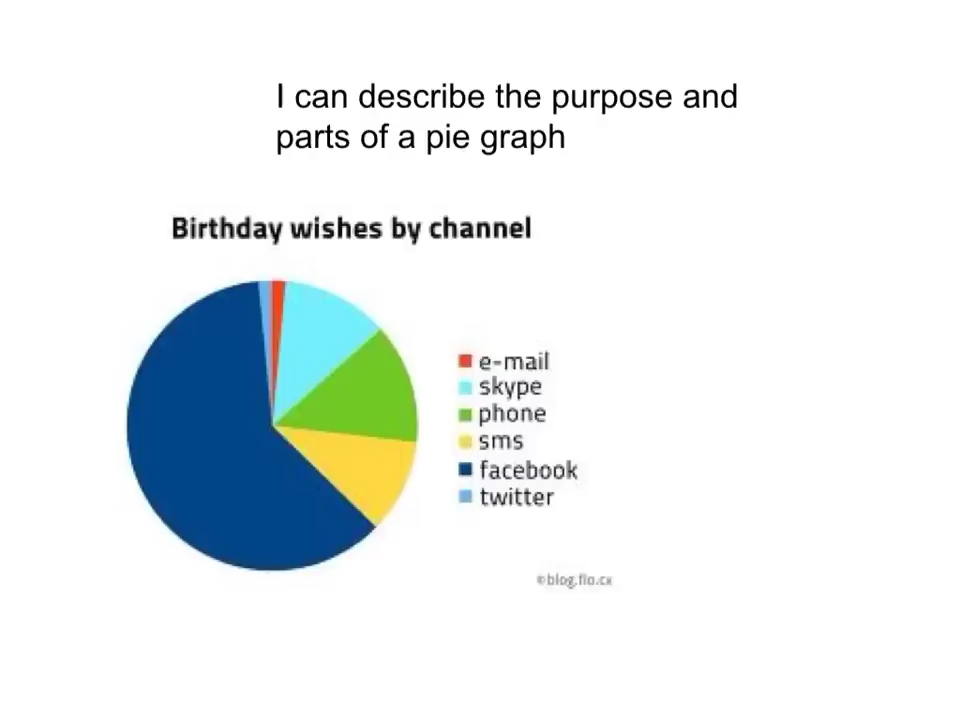 I can describe the purpose and
parts of a pie graph
Birthday wishes by channel
e-mail
skype
phone
sms
facebook
twitter
©blog.flo.cx